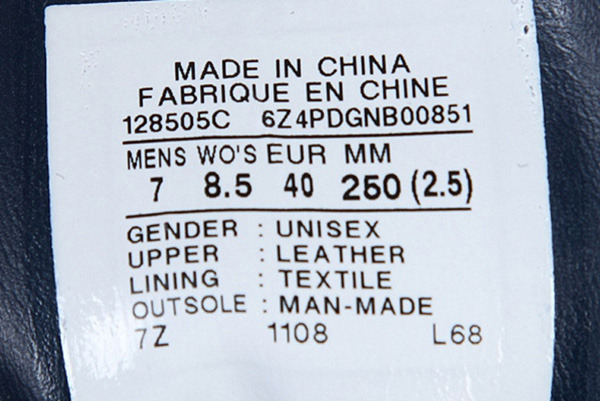 MADE IN CHINA
FABRIQUE EN CHINE
128505C 6Z4PDGNB00851
MENS WO'S EUR MM
7 8.5 40 260 (2.5)
GENDER : UNISEX
UPPER : LEATHER
LINING : TEXTILE
OUTSOLE : MAN-MADE
7Z 1108 L68